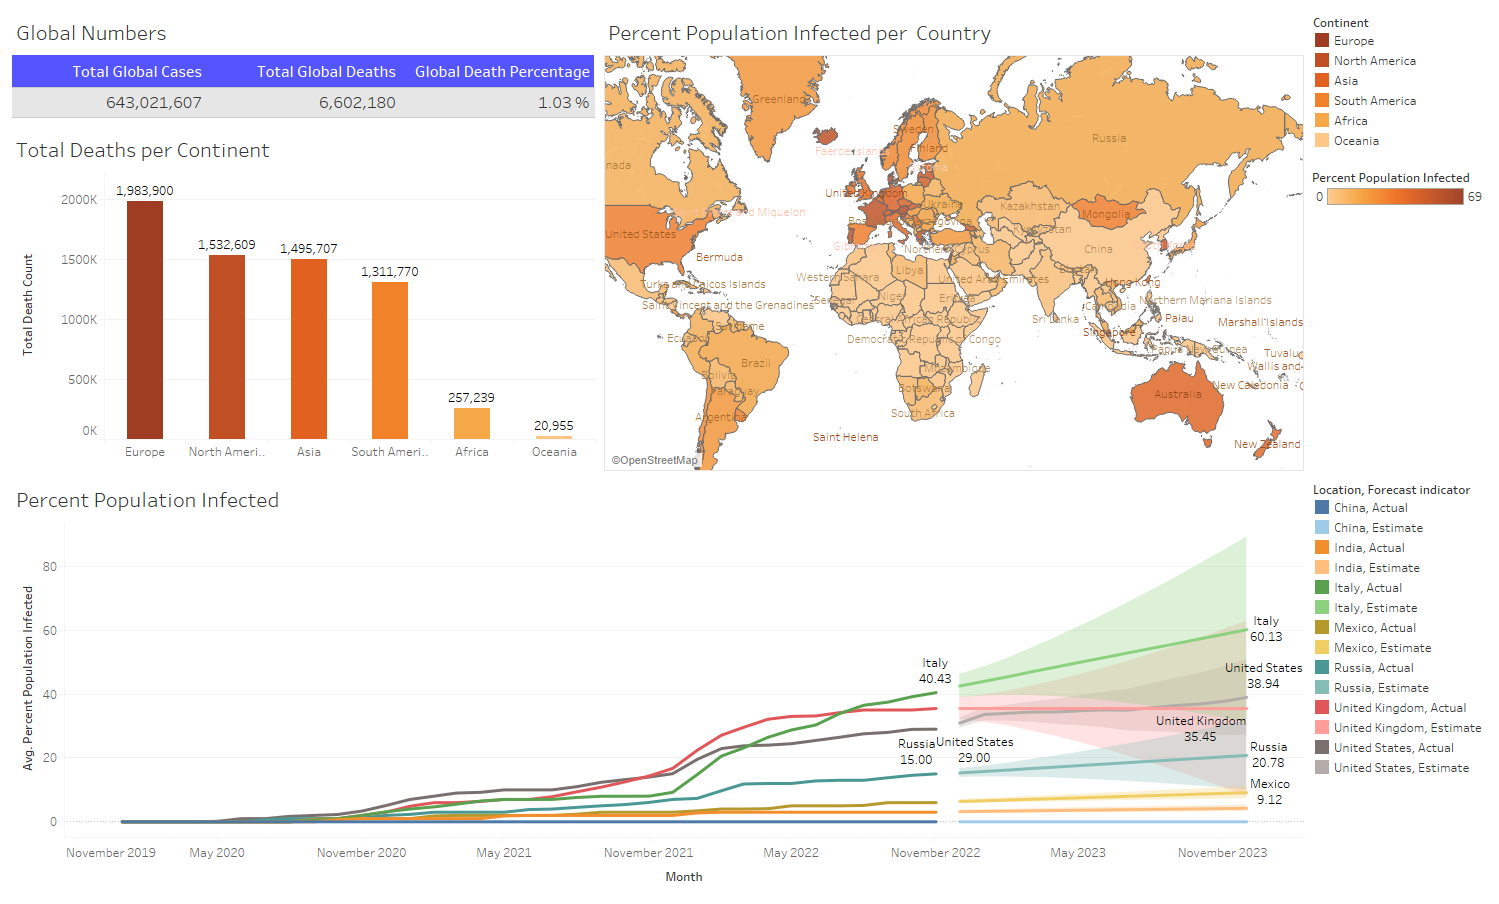 Global Numbers
Total Global Cases Total Global Deaths Global Death Percentage
643,021,607 6,602,180 1.03 %
Total Deaths per Continent
Total Death Count
2000K
1500K
1000K
500K
0K
1,983,900
1,532,609
1,495,707
1,311,770
257,239
20,955
Europe North Ameri.. Asia South Ameri.. Africa Oceania
Percent Population Infected per Country
Greenland
Russia
Sweden
Finland
nada
Faeroe Islan
United Kingdom
Ukraine
Kazakhstan
Mongolia
and Miquelon
United States
Bos
Gib
Northern Cyprus
China
Bermuda
Libya
Western Sahara
United Arab Emirates
Hong Kong
Turks and Caicos Islands
Niger
Eritrea
Northern Mariana Islands
Saint Vincent and the Grenadines
Senegal
Cambodia
Central African Republic
Sri Lanka
Palau
Marshall Islands
Suriname
Ecuador
Democratic Republic of Congo
Singapore
Papua New Guinea
Tuvalu
Brazil
Bolivia
Mozambique
Wallis and
Paraguay
Botswana
New Caledonia
Australia
Argentina
South Africa
Saint Helena
New Zealand
©OpenStreetMap
Continent
Europe
North America
Asia
South America
Africa
Oceania
Percent Population Infected
0 69
Percent Population Infected
Avg. Percent Population Infected
80
60
40
20
0
Italy
40.43
Russia
15.00
United States
29.00
Italy
60.13
United States
38.94
United Kingdom
35.45
Russia
20.78
Mexico
9.12
November 2019 May 2020 November 2020 May 2021 November 2021 May 2022 November 2022 May 2023 November 2023
Month
Location, Forecast indicator
China, Actual
China, Estimate
India, Actual
India, Estimate
Italy, Actual
Italy, Estimate
Mexico, Actual
Mexico, Estimate
Russia, Actual
Russia, Estimate
United Kingdom, Actual
United Kingdom, Estimate
United States, Actual
United States, Estimate